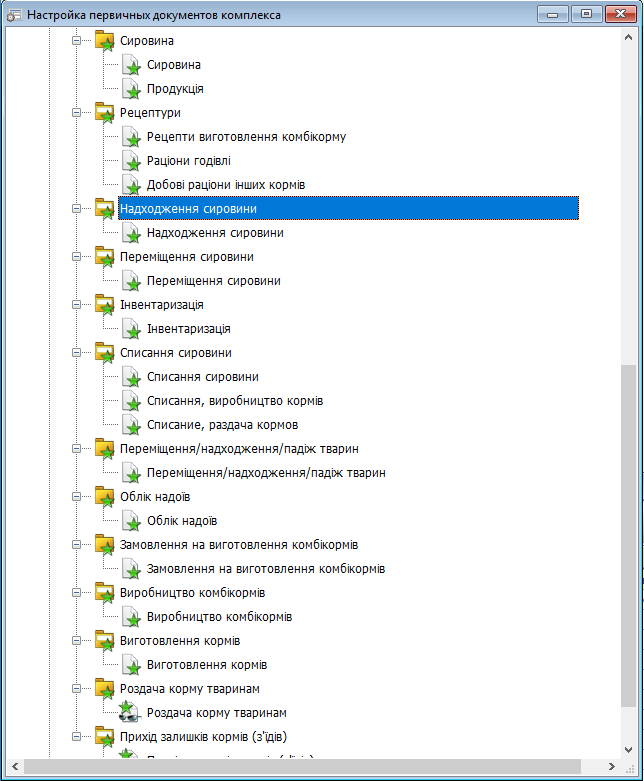 Настройка первичных документов комплекса
Сировина
Сировина
Продукція
Рецептури
Рецепти виготовлення комбікорму
Раціони годівлі
Добові раціони інших кормів
Надходження сировини
Надходження сировини
Переміщення сировини
Переміщення сировини
Інвентаризація
Інвентаризація
Списання сировини
Списання сировини
Списання, виробництво кормів
Списание, раздача кормов
Переміщення/надходження/падіж тварин
Переміщення/надходження/падіж тварин
Облік надоїв
Облік надоїв
Замовлення на виготовлення комбікормів
Замовлення на виготовлення комбікормів
Виробництво комбікормів
Виробництво комбікормів
Виготовлення кормів
Виготовлення кормів
Роздача корму тваринам
Роздача корму тваринам
Прихід залишків кормів (з'їдів)